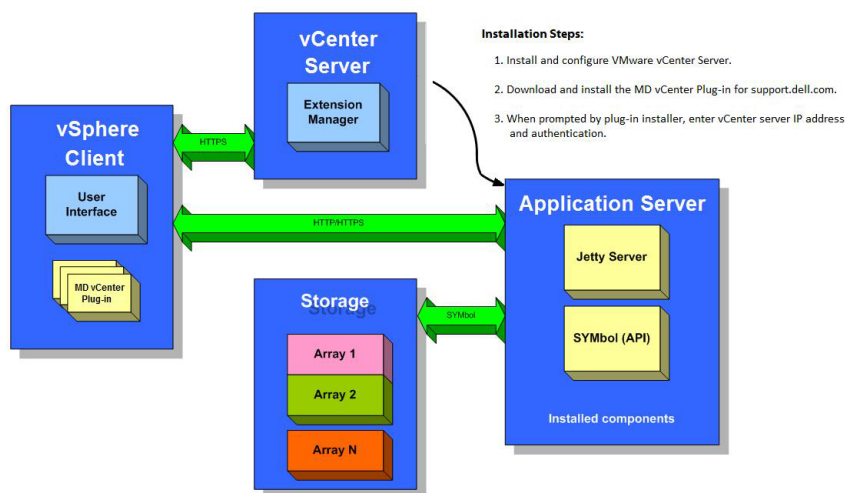 vCenter
Server
Extension
Manager
Installation Steps:
1. Install and configure VMware vCenter Server.
2. Download and install the MD vCenter Plug-in for support.dell.com.
3. When prompted by plug-in installer, enter vCenter server IP address
and authentication.
vSphere
Client
User
Interface
MD vCenter
Plug-in
HTTPS
HTTP/HTTPS
Application Server
Jetty Server
SYMbol (API)
Installed components
Storage
Array 1
Array 2
Array N
SYMbol